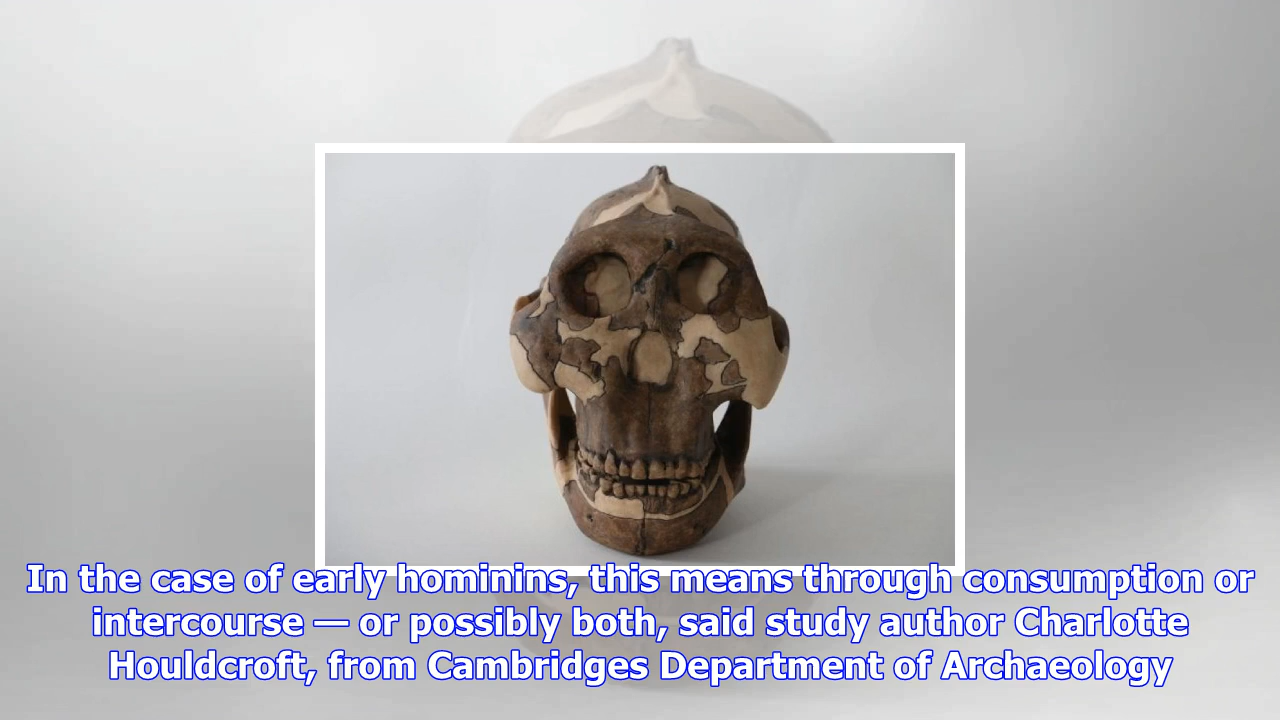 In the case of early hominins, this means through consumption or
intercourse — or possibly both, said study author Charlotte
Houldcroft, from Cambridges Department of Archaeology